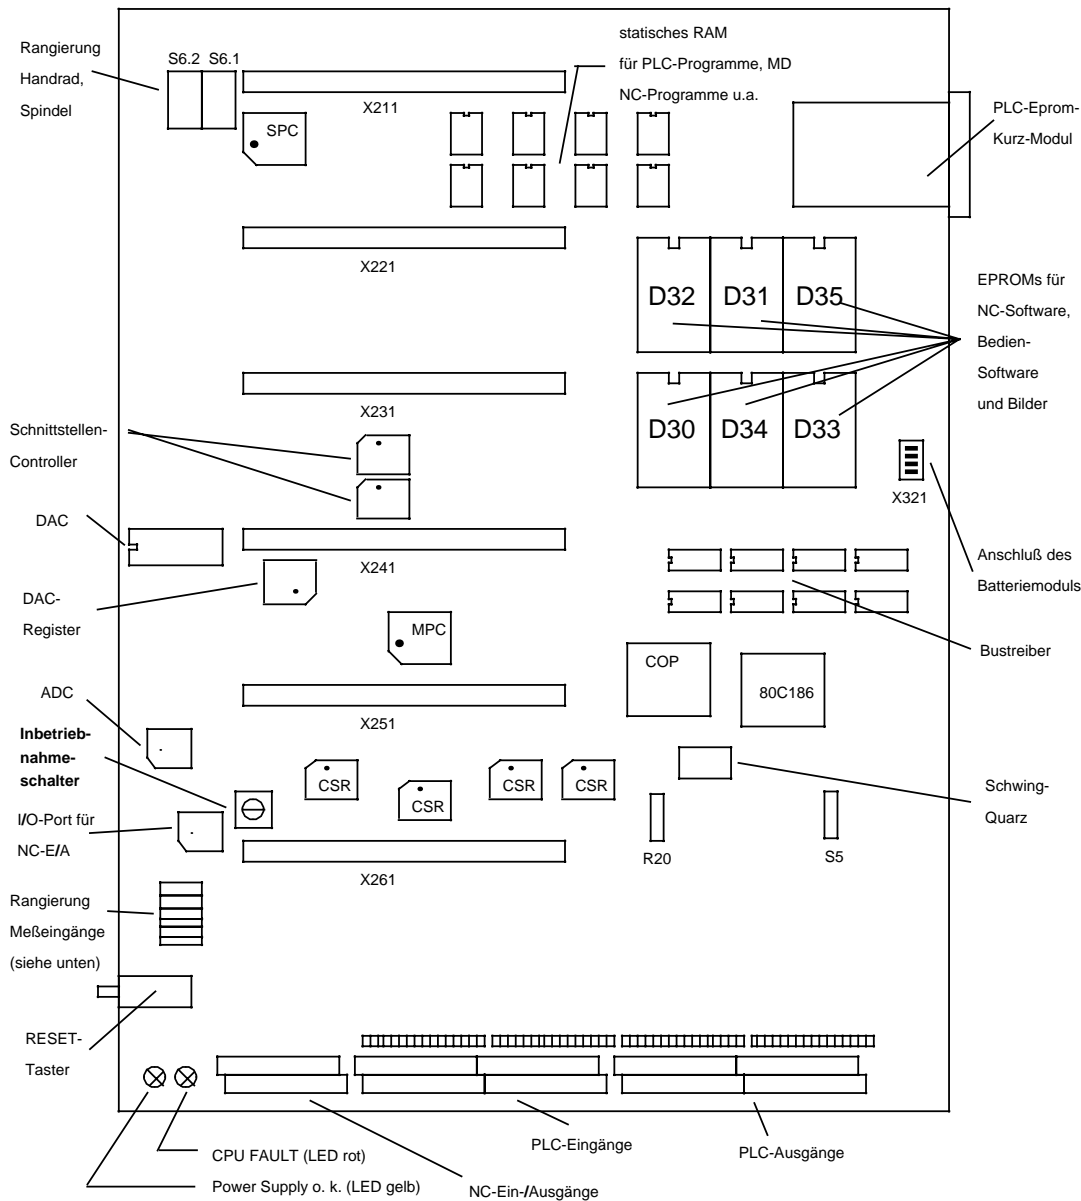 Rangierung
Handrad,
Spindel
S6.2
S6.1
X211
SPC
statisches RAM
für PLC-Programme, MD
NC-Programme u.a.
PLC-Eprom-
Kurz-Modul
X221
D32
D31
D35
EPROMs für
NC-Software,
Bedien-
Software
und Bilder
X231
D30
D34
D33
Schnittstellen-
Controller
X321
DAC
X241
Anschluß des
Batteriemoduls
DAC-
Register
MPC
Bustreiber
COP
80C186
ADC
X251
Inbetrieb-
nahme-
schalter
CSR
CSR
CSR
CSR
Schwing-
Quarz
I/O-Port für
NC-E/A
X261
R20
S5
Rangierung
Meßeingänge
(siehe unten)
RESET-
Taster
CPU FAULT (LED rot)
Power Supply o. k. (LED gelb)
NC-Ein-/Ausgänge
PLC-Eingänge
PLC-Ausgänge